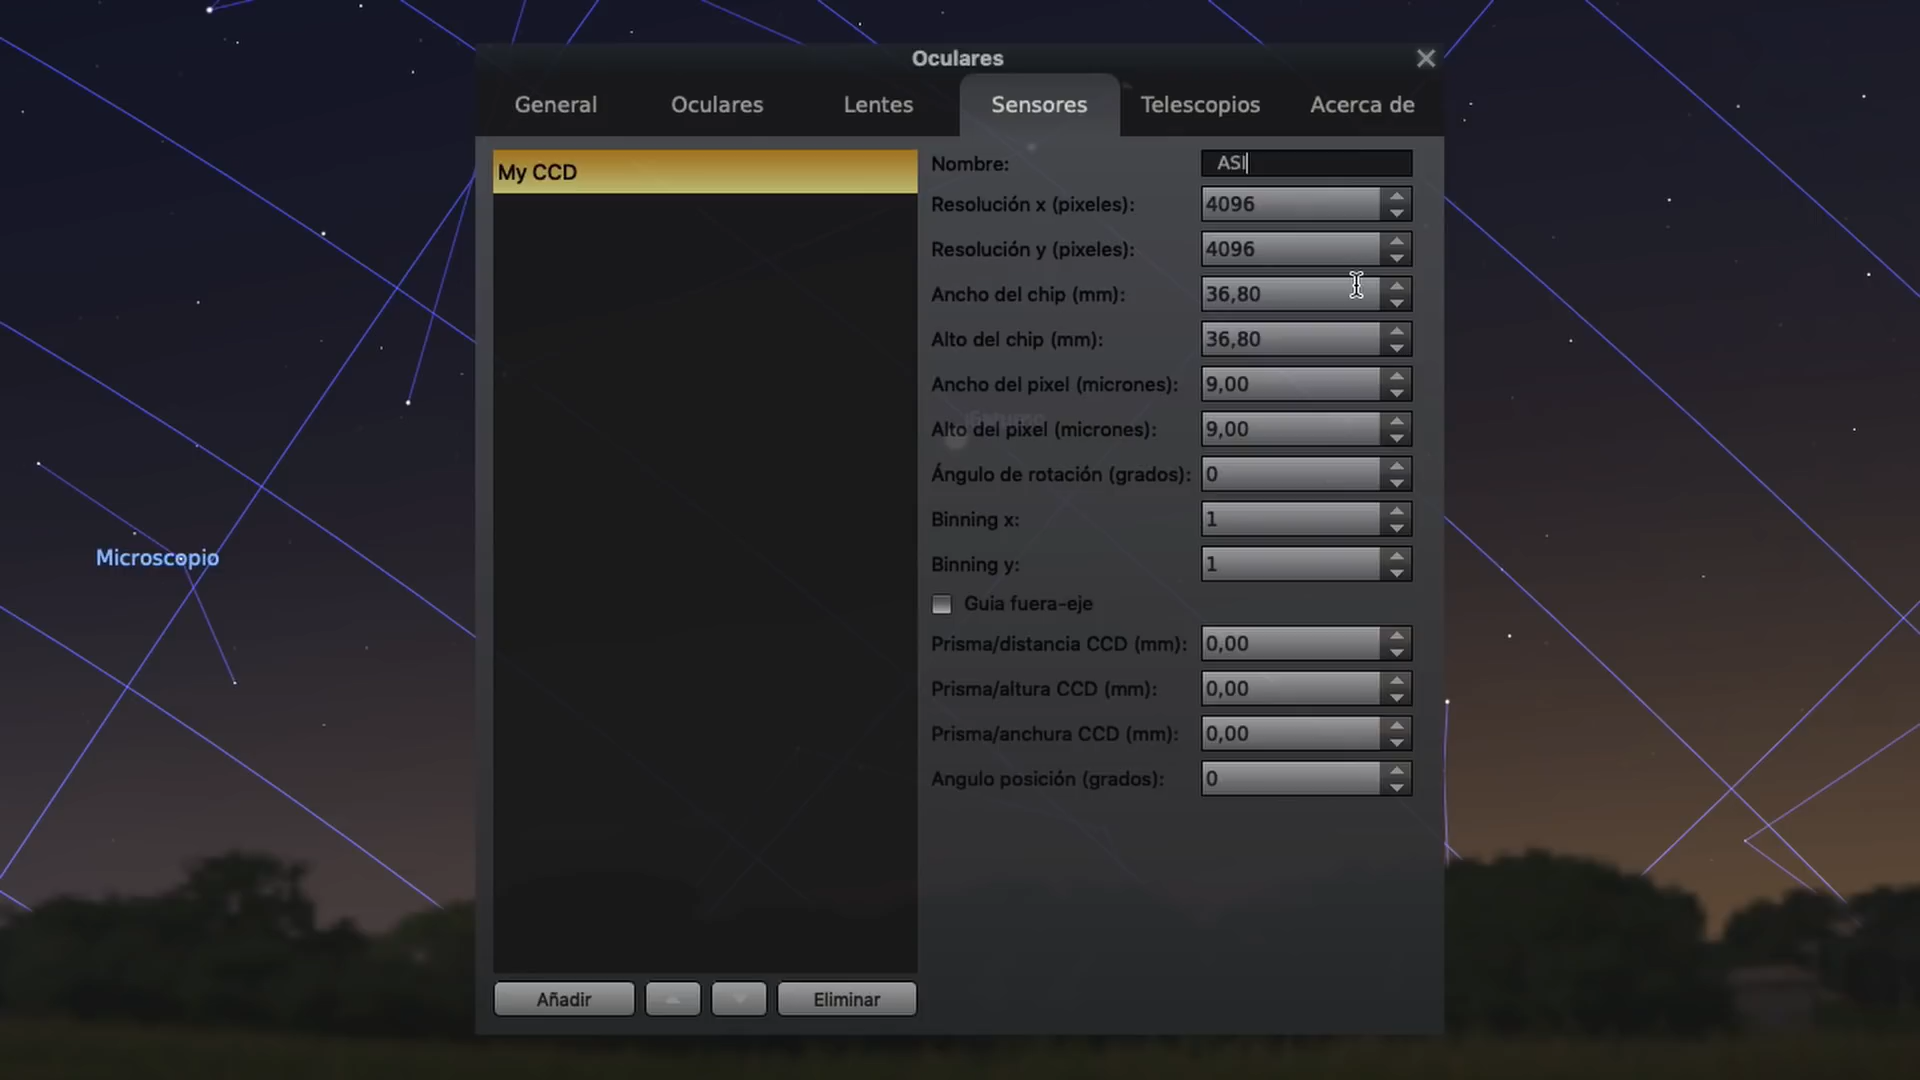 Oculares
General
Oculares
Lentes
Sensores
Telescopios
Acerca de
My CCD
Nombre: ASI
Resolución x (pixeles): 4096
Resolución y (pixeles): 4096
Ancho del chip (mm): 36,80
Alto del chip (mm): 36,80
Ancho del pixel (micrones): 9,00
Alto del pixel (micrones): 9,00
Ángulo de rotación (grados): 0
Binning x: 1
Binning y: 1
Guia fuera-eje
Prisma/distancia CCD (mm): 0,00
Prisma/altura CCD (mm): 0,00
Prisma/anchura CCD (mm): 0,00
Angulo posición (grados): 0
Añadir
Eliminar
Microscopio